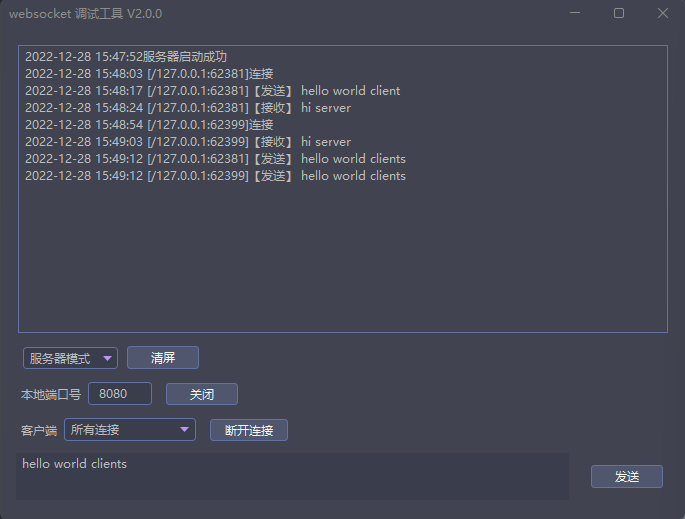 websocket 调试工具 V2.0.0
2022-12-28 15:47:52服务器启动成功
2022-12-28 15:48:03 [/127.0.0.1:62381]连接
2022-12-28 15:48:17 [/127.0.0.1:62381]【发送】 hello world client
2022-12-28 15:48:24 [/127.0.0.1:62381]【接收】 hi server
2022-12-28 15:48:54 [/127.0.0.1:62399]连接
2022-12-28 15:49:03 [/127.0.0.1:62399]【接收】 hi server
2022-12-28 15:49:12 [/127.0.0.1:62381]【发送】 hello world clients
2022-12-28 15:49:12 [/127.0.0.1:62399]【发送】 hello world clients
服务器模式 清屏
本地端口号 8080 关闭
客户端 所有连接 断开连接
hello world clients
发送